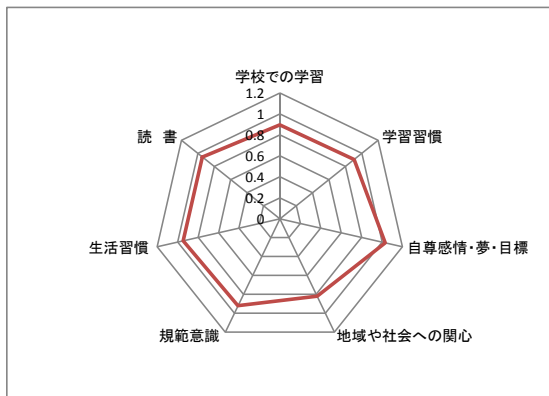 学校での学習
1.2
1
0.8
0.6
0.4
0.2
0
学習習慣
自尊感情・夢・目標
地域や社会への関心
規範意識
生活習慣
読 書